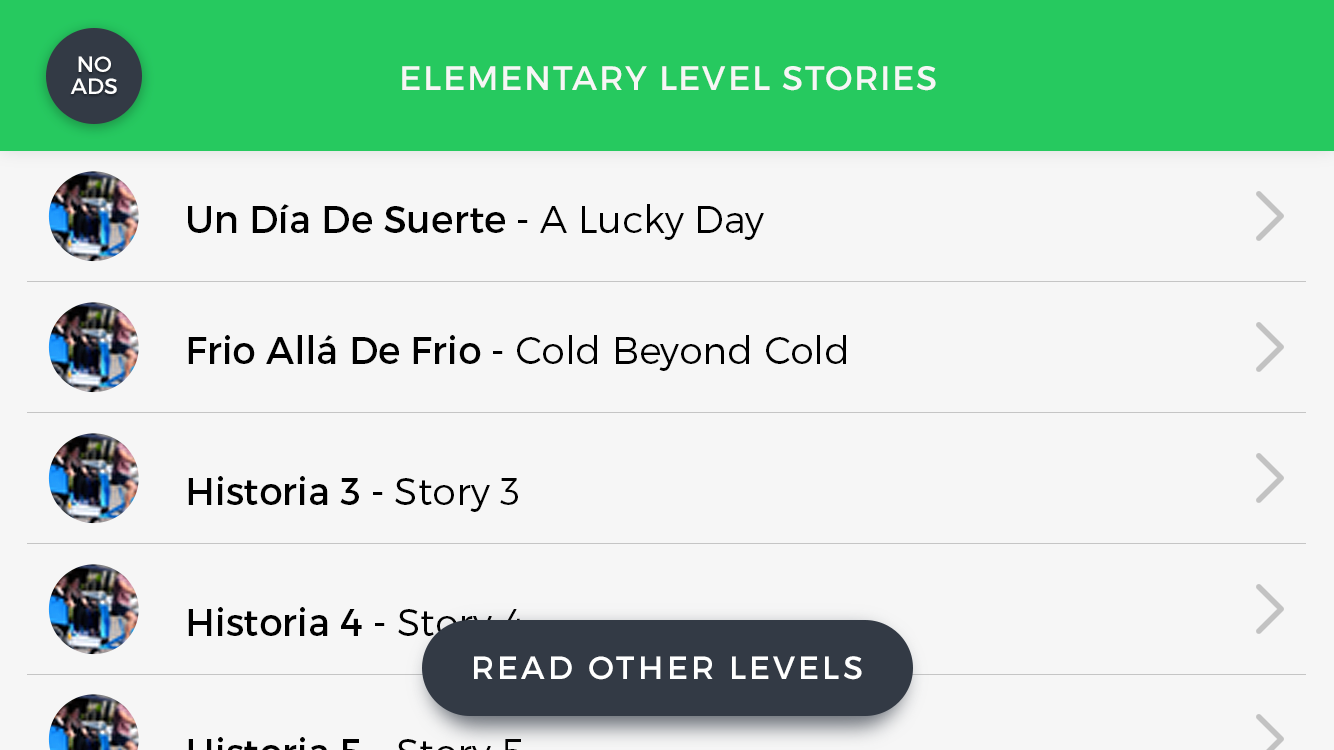 NO
ADS
ELEMENTARY LEVEL STORIES
Un Día De Suerte - A Lucky Day
Frio Allá De Frio - Cold Beyond Cold
Historia 3 - Story 3
Historia 4 - Story 4
READ OTHER LEVELS
Historia 5 - Story 5